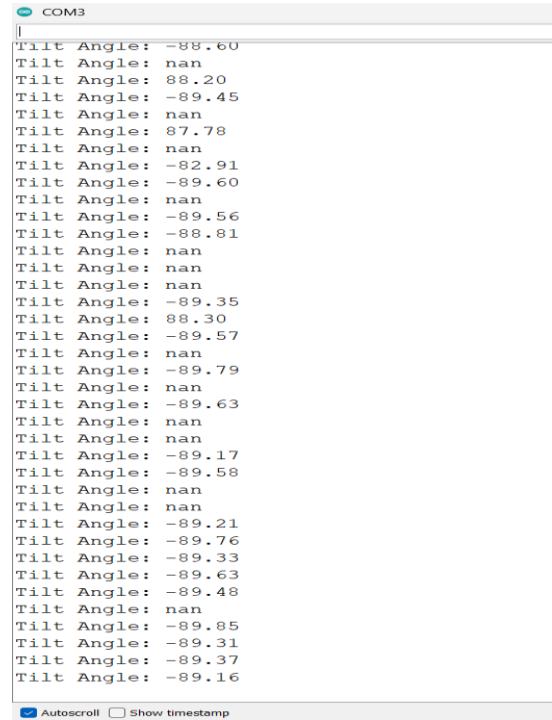 COM3
Tilt Angle: -88.60
Tilt Angle: nan
Tilt Angle: 88.20
Tilt Angle: -89.45
Tilt Angle: nan
Tilt Angle: 87.78
Tilt Angle: nan
Tilt Angle: -82.91
Tilt Angle: -89.60
Tilt Angle: nan
Tilt Angle: -89.56
Tilt Angle: -88.81
Tilt Angle: nan
Tilt Angle: nan
Tilt Angle: nan
Tilt Angle: -89.35
Tilt Angle: 88.30
Tilt Angle: -89.57
Tilt Angle: nan
Tilt Angle: -89.79
Tilt Angle: nan
Tilt Angle: -89.63
Tilt Angle: nan
Tilt Angle: nan
Tilt Angle: -89.17
Tilt Angle: -89.58
Tilt Angle: nan
Tilt Angle: nan
Tilt Angle: -89.21
Tilt Angle: -89.76
Tilt Angle: -89.33
Tilt Angle: -89.63
Tilt Angle: -89.48
Tilt Angle: nan
Tilt Angle: -89.85
Tilt Angle: -89.31
Tilt Angle: -89.37
Tilt Angle: -89.16
Autoscroll Show timestamp